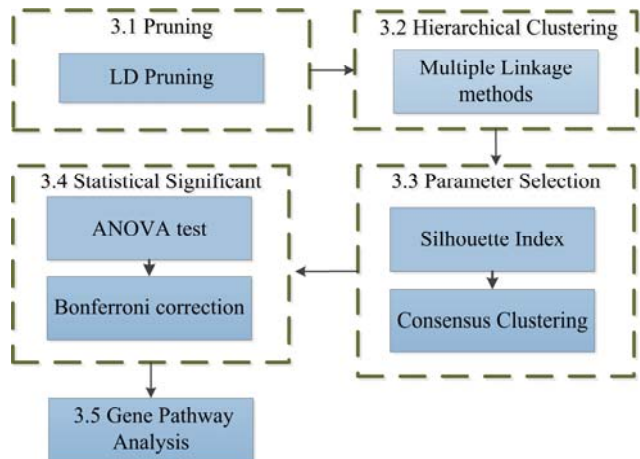 3.1 Pruning
LD Pruning
3.2 Hierarchical Clustering
Multiple Linkage
methods
3.3 Parameter Selection
Silhouette Index
Consensus Clustering
3.4 Statistical Significant
ANOVA test
Bonferroni correction
3.5 Gene Pathway
Analysis